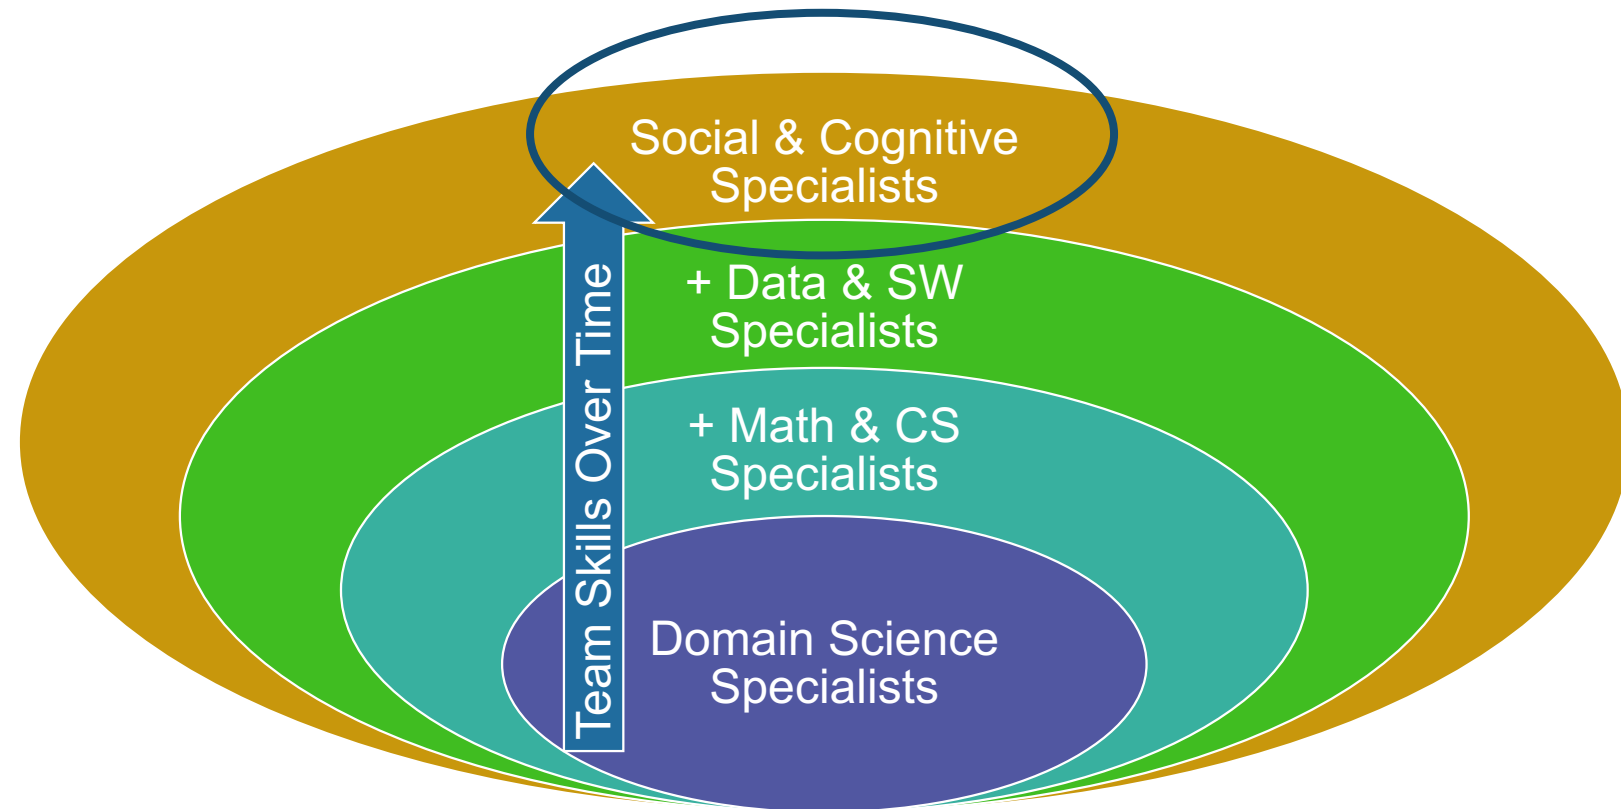 Social & Cognitive
Specialists
+ Data & SW
Specialists
+ Math & CS
Specialists
Domain Science
Specialists
Team Skills Over Time